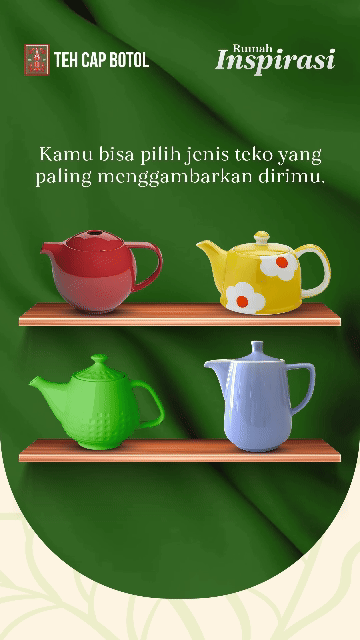 TEH CAP BOTOL
Rumah
Inspirasi
Kamu bisa pilih jenis teko yang
paling menggambarkan dirimu.